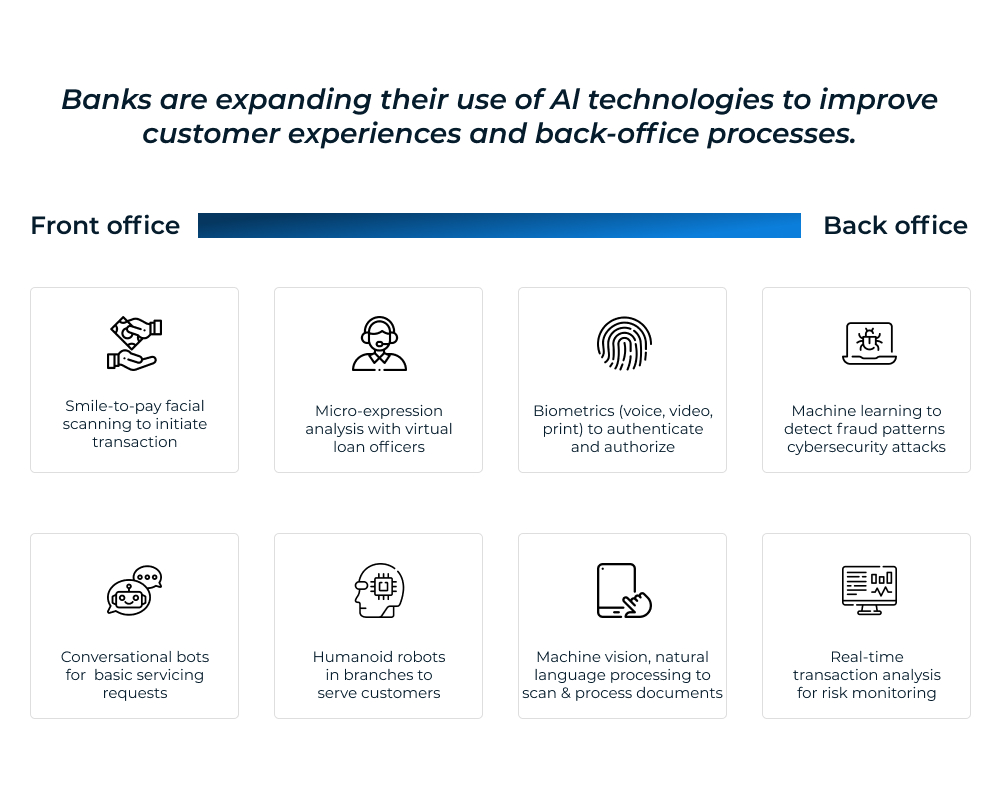 Banks are expanding their use of AI technologies to improve
customer experiences and back-office processes.
Front office
Back office
Smile-to-pay facial
scanning to initiate
transaction
Micro-expression
analysis with virtual
loan officers
Biometrics (voice, video,
print) to authenticate
and authorize
Machine learning to
detect fraud patterns
cybersecurity attacks
Conversational bots
for  basic servicing
requests
Humanoid robots
in branches to
serve customers
Machine vision, natural
language processing to
scan & process documents
Real-time
transaction analysis
for risk monitoring